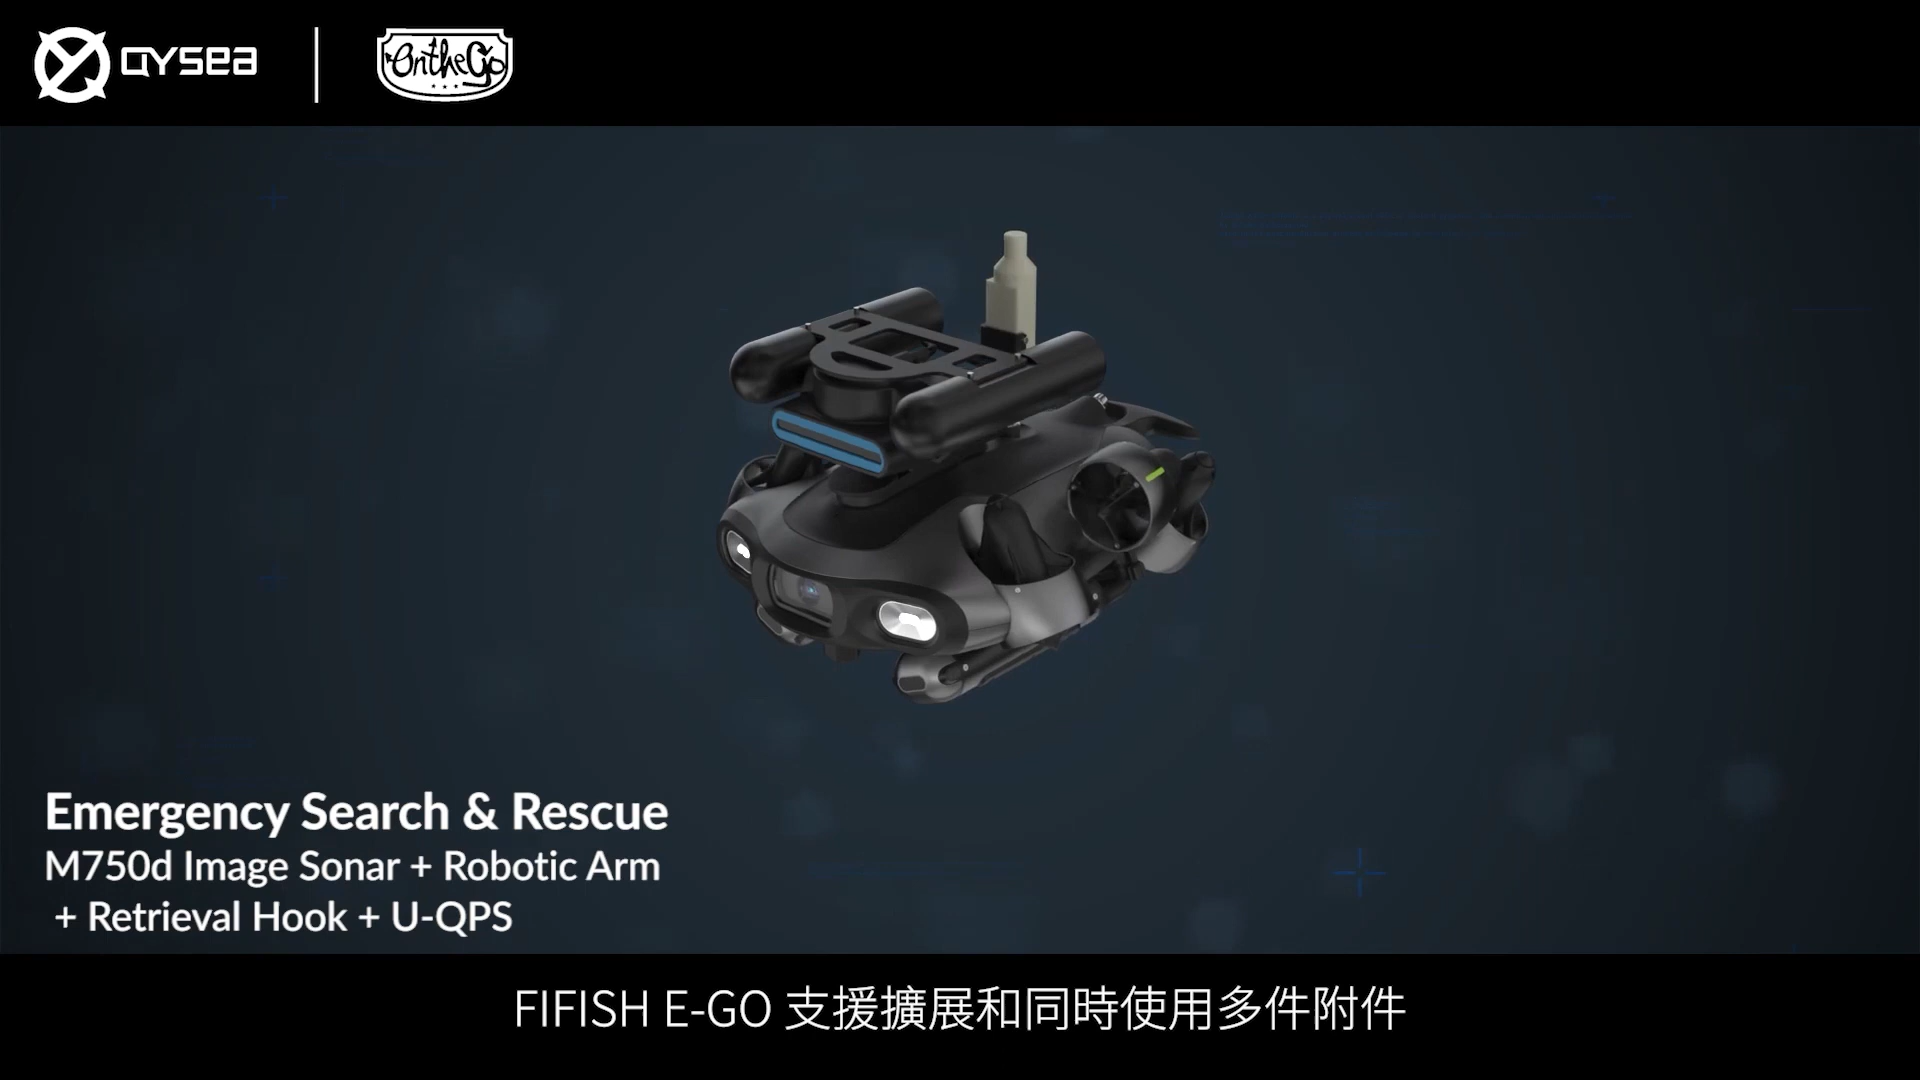 QYSEA
OntheGo
Emergency Search & Rescue
M750d Image Sonar + Robotic Arm
+ Retrieval Hook + U-QPS
FIFISH E-GO 支援擴展和同時使用多件附件